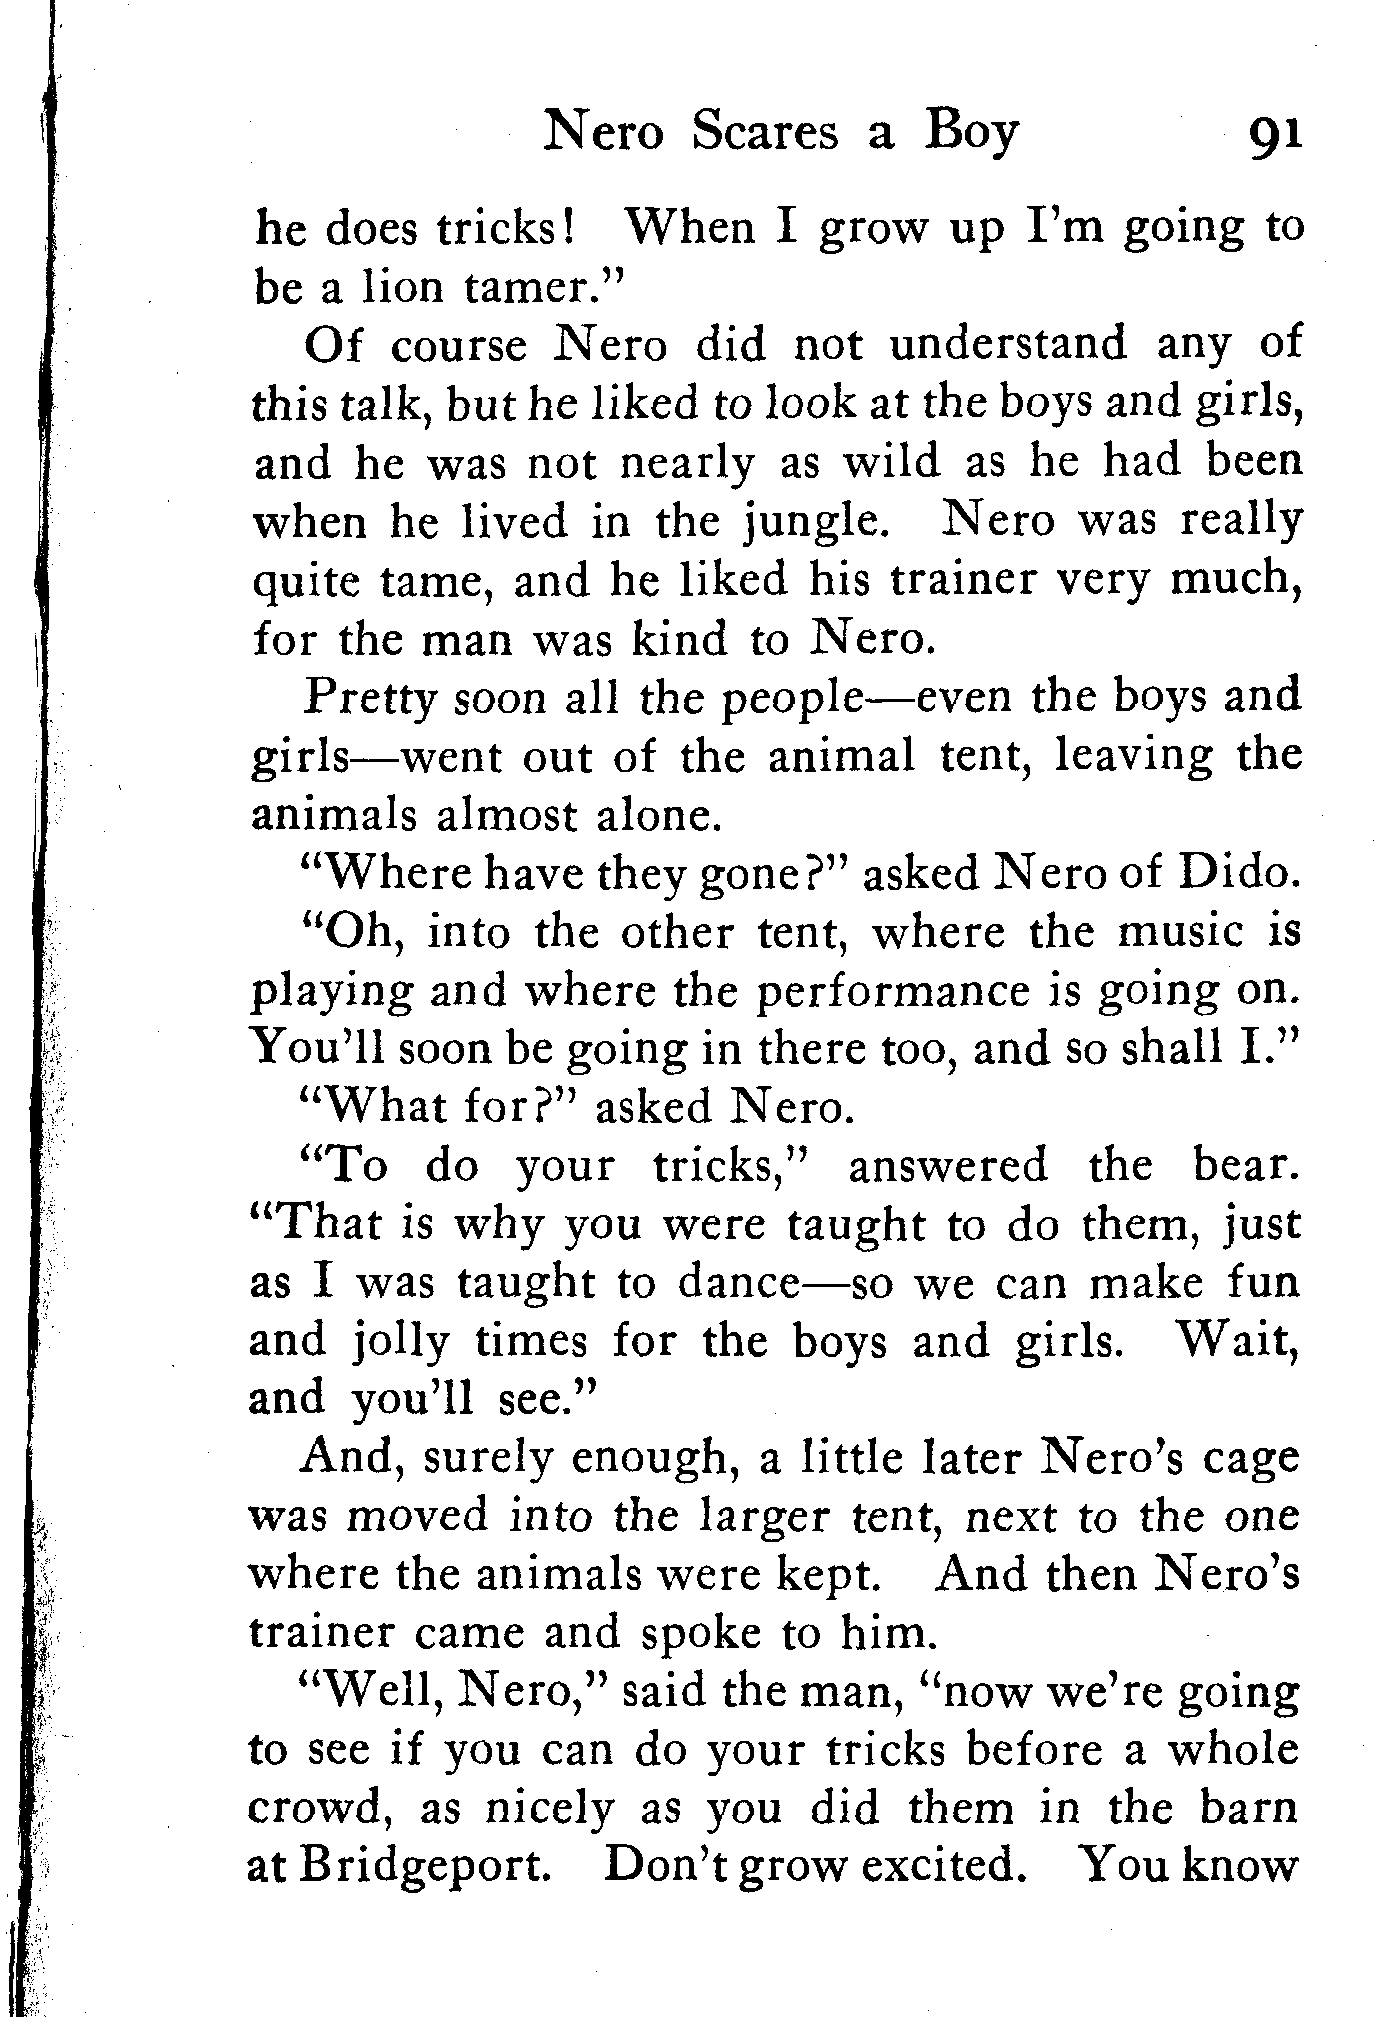 Nero Scares a Boy 91
he does tricks! When I grow up I'm going to
be a lion tamer."
Of course Nero did not understand any of
this talk, but he liked to look at the boys and girls,
and he was not nearly as wild as he had been
when he lived in the jungle. Nero was really
quite tame, and he liked his trainer very much,
for the man was kind to Nero.
Pretty soon all the people—even the boys and
girls—went out of the animal tent, leaving the
animals almost alone.
"Where have they gone?" asked Nero of Dido.
"Oh, into the other tent, where the music is
playing and where the performance is going on.
You'll soon be going in there too, and so shall I."
"What for?" asked Nero.
"To do your tricks," answered the bear.
"That is why you were taught to do them, just
as I was taught to dance—so we can make fun
and jolly times for the boys and girls. Wait,
and you'll see."
And, surely enough, a little later Nero's cage
was moved into the larger tent, next to the one
where the animals were kept. And then Nero's
trainer came and spoke to him.
"Well, Nero," said the man, "now we're going
to see if you can do your tricks before a whole
crowd, as nicely as you did them in the barn
at Bridgeport. Don't grow excited. You know